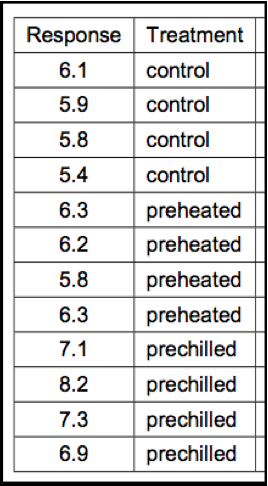 Response Treatment
6.1 control
5.9 control
5.8 control
5.4 control
6.3 preheated
6.2 preheated
5.8 preheated
6.3 preheated
7.1 prechilled
8.2 prechilled
7.3 prechilled
6.9 prechilled